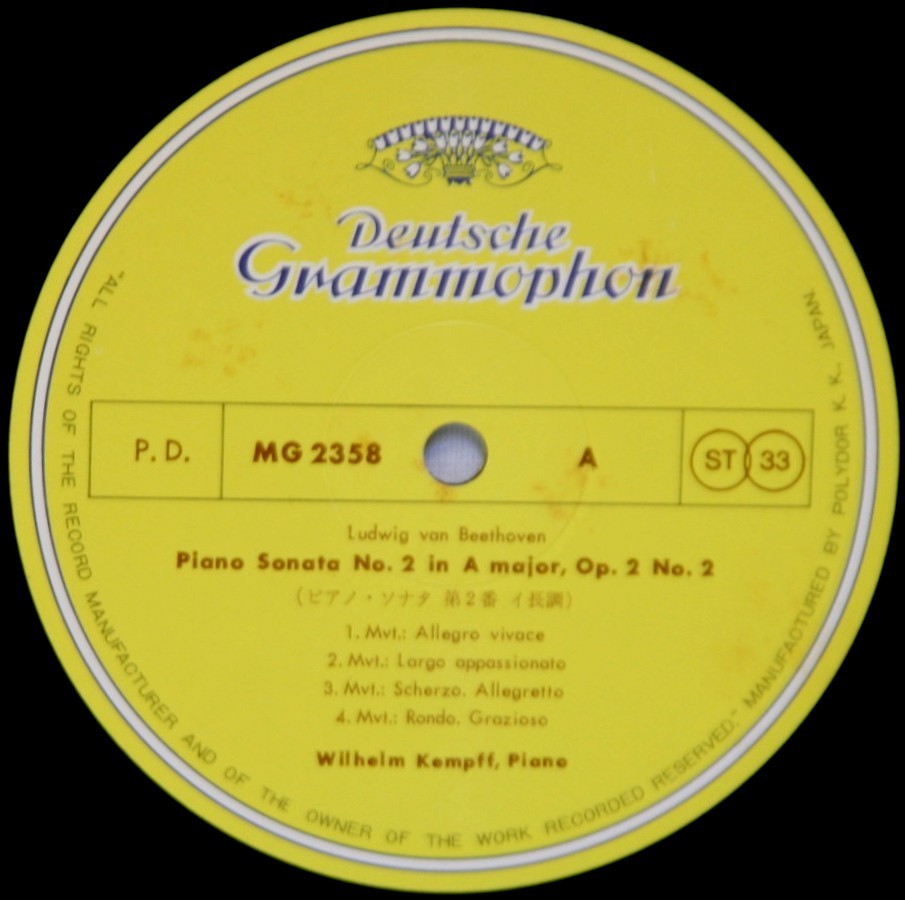 Deutsche
Grammophon
P. D. MG 2358 A ST 33
Ludwig van Beethoven
Piano Sonata No. 2 in A major, Op. 2 No. 2
(ピアノ・ソナタ 第2番 イ長調)
1. Mvt.: Allegro vivace
2. Mvt.: Largo appassionato
3. Mvt.: Scherzo. Allegretto
4. Mvt.: Rondo. Grazioso
Wilhelm Kempff, Piano
"ALL RIGHTS OF THE RECORD MANUFACTURER AND OF THE OWNER OF THE WORK RECORDED RESERVED." MANUFACTURED BY POLYDOR K. K., JAPAN.